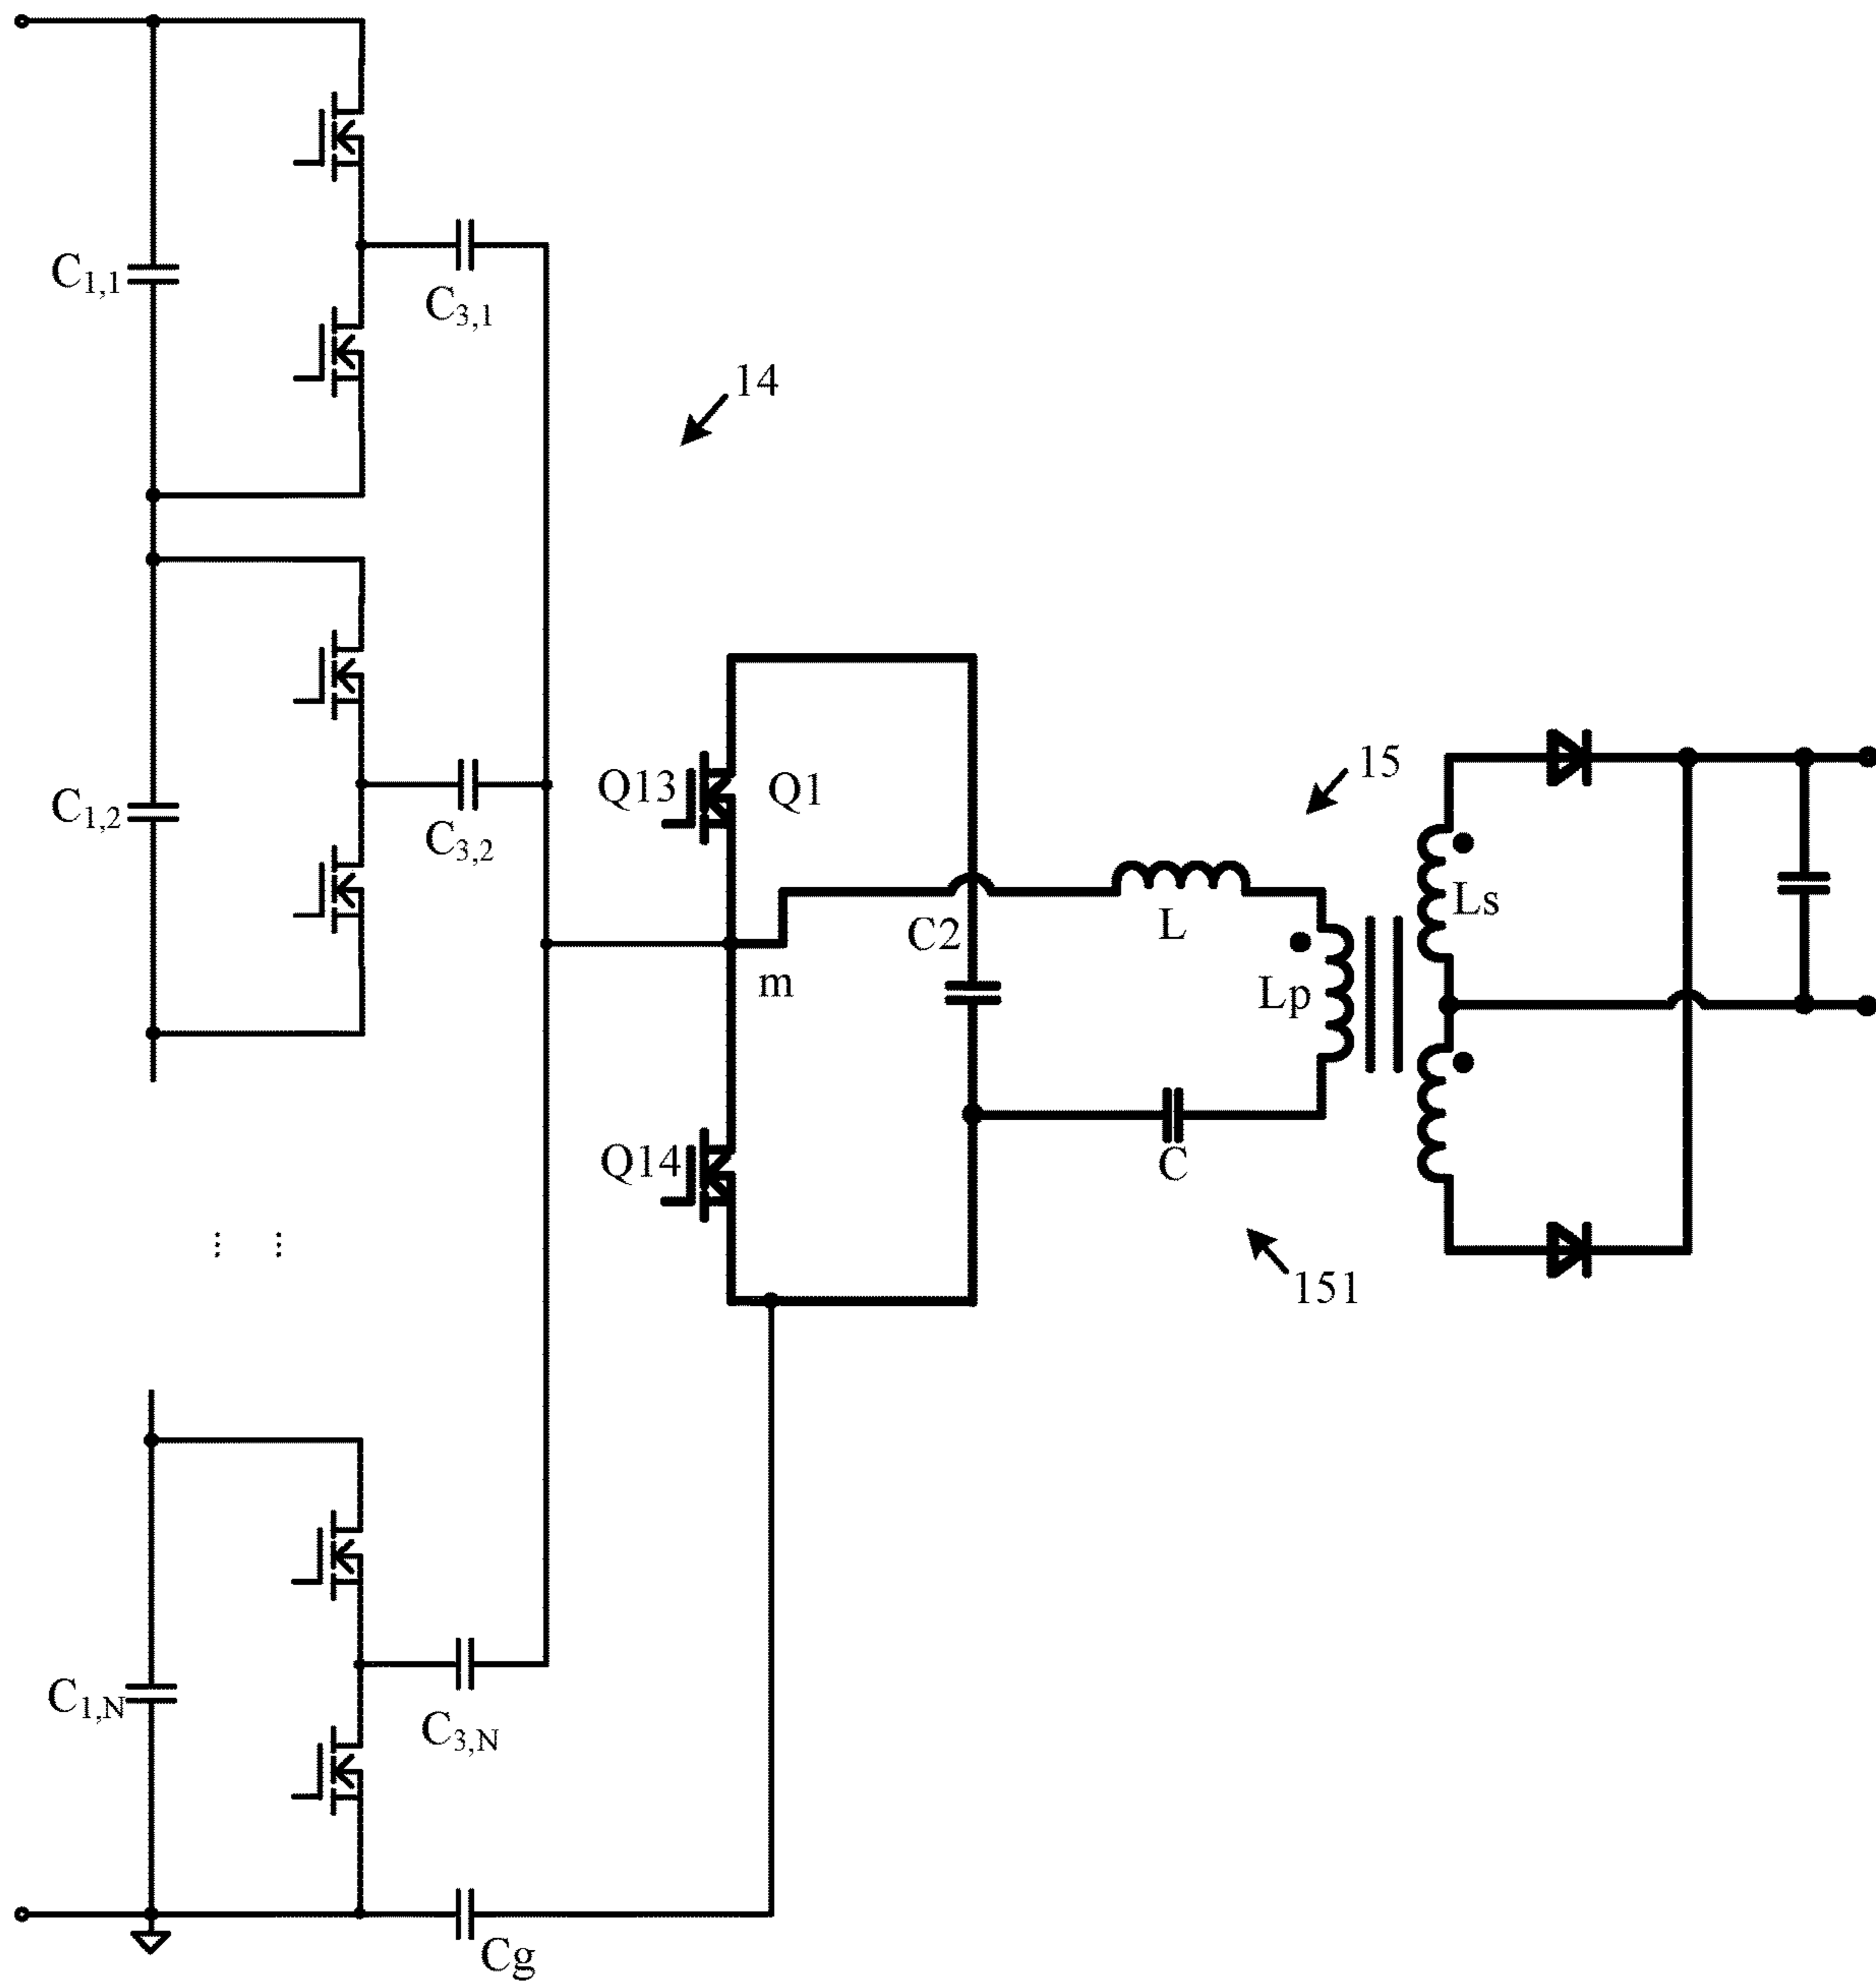 C1,1
C3,1
14
C1,2
C3,2
Q13
Q1
15
C2
L
Ls
m
Lp
Q14
C
151
⋮ ⋮
C1,N
C3,N
Cg